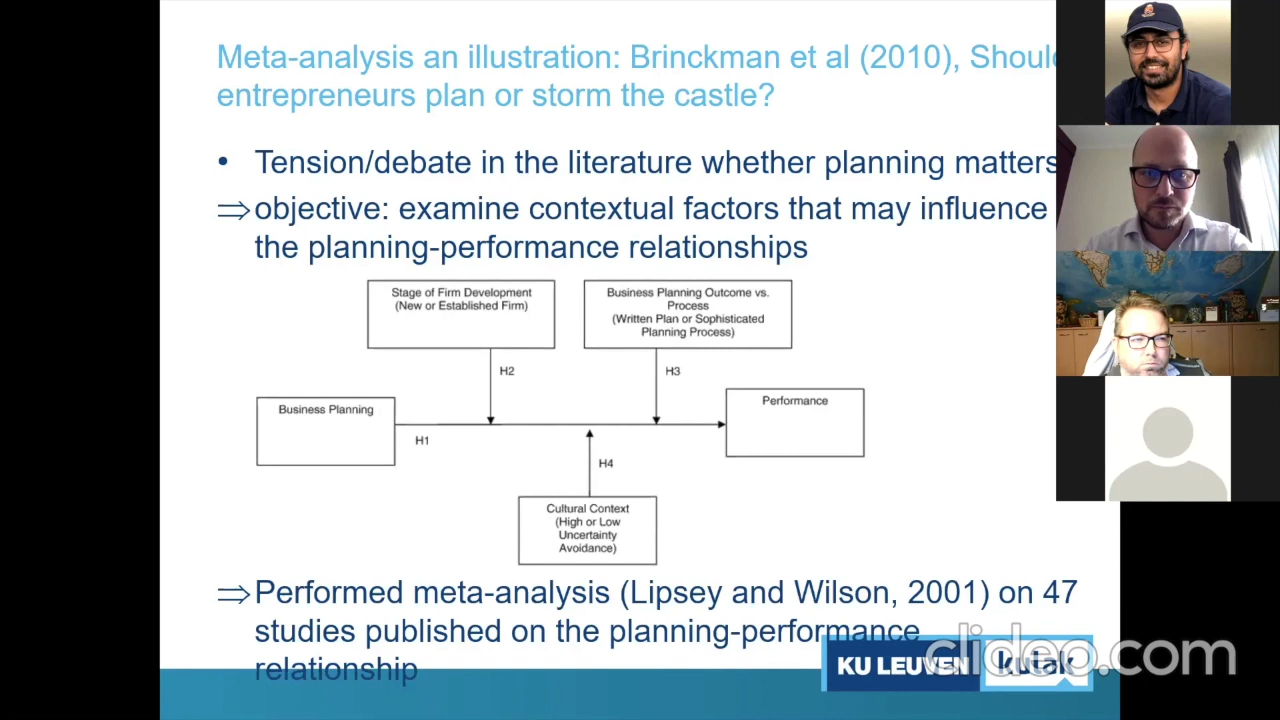 Meta-analysis an illustration: Brinckman et al (2010), Shoul
entrepreneurs plan or storm the castle?
• Tension/debate in the literature whether planning matters
⇒objective: examine contextual factors that may influence
the planning-performance relationships
Stage of Firm Development
(New or Established Firm)
Business Planning Outcome vs.
Process
(Written Plan or Sophisticated
Planning Process)
H2
H3
Business Planning
Performance
H1
H4
Cultural Context
(High or Low
Uncertainty
Avoidance)
⇒Performed meta-analysis (Lipsey and Wilson, 2001) on 47
studies published on the planning-performance
relationship
KU LEUVEN kulak
clideo.com